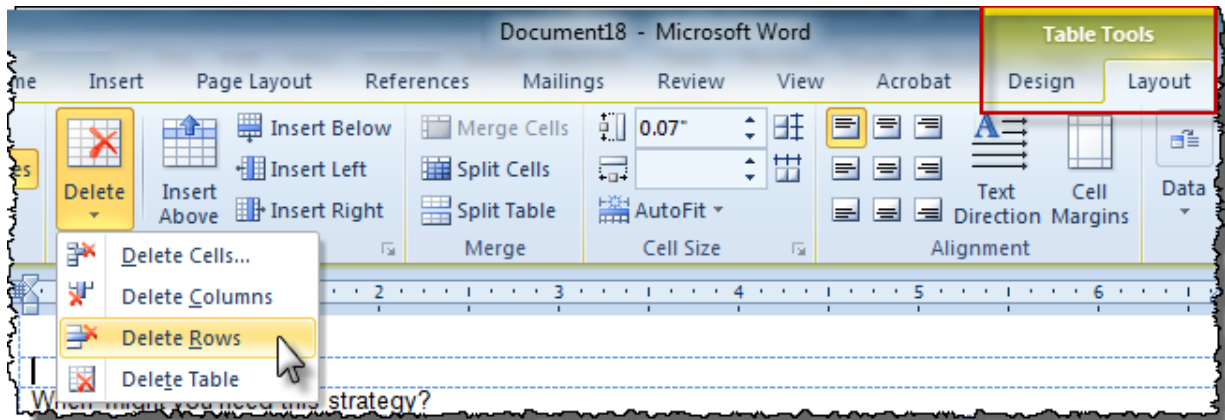 Document18 - Microsoft Word
Table Tools
me Insert Page Layout References Mailings Review View Acrobat Design Layout
Insert Below Merge Cells 0.07"
Insert Left Split Cells
Delete Insert Above Insert Right Split Table AutoFit Text Direction Cell Margins Data
Merge Cell Size Alignment
Delete Cells...
Delete Columns
2 3 4 5 6
Delete Rows
Delete Table
When might you need this strategy?